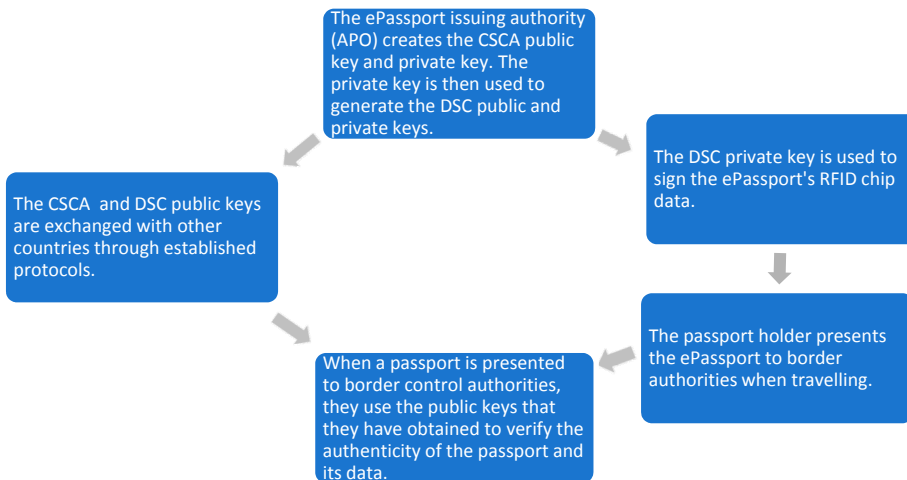 The ePassport issuing authority
(APO) creates the CSCA public
key and private key. The
private key is then used to
generate the DSC public and
private keys.
The DSC private key is used to
sign the ePassport's RFID chip
data.
The CSCA  and DSC public keys
are exchanged with other
countries through established
protocols.
The passport holder presents
the ePassport to border
authorities when travelling.
When a passport is presented
to border control authorities,
they use the public keys that
they have obtained to verify the
authenticity of the passport and
its data.